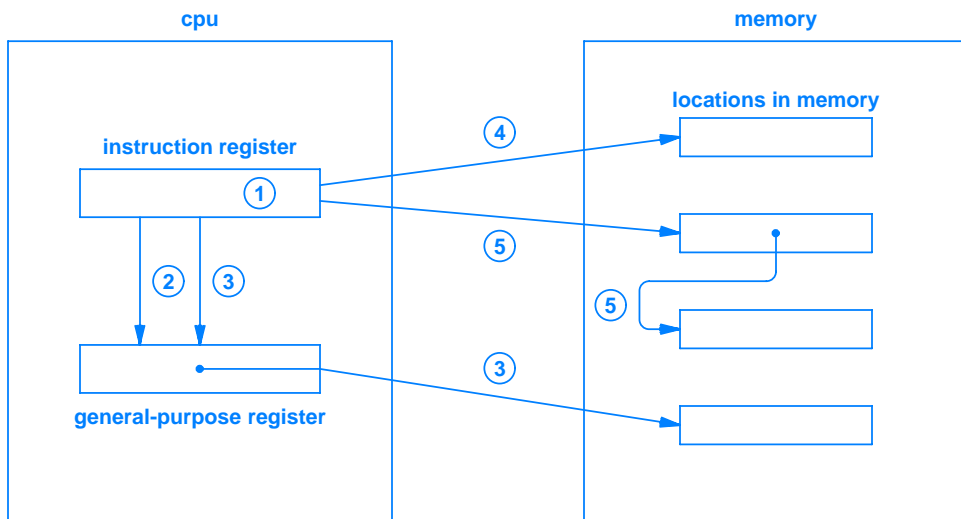 cpu
memory
locations in memory
4
instruction register
1
5
2
3
5
3
general-purpose register